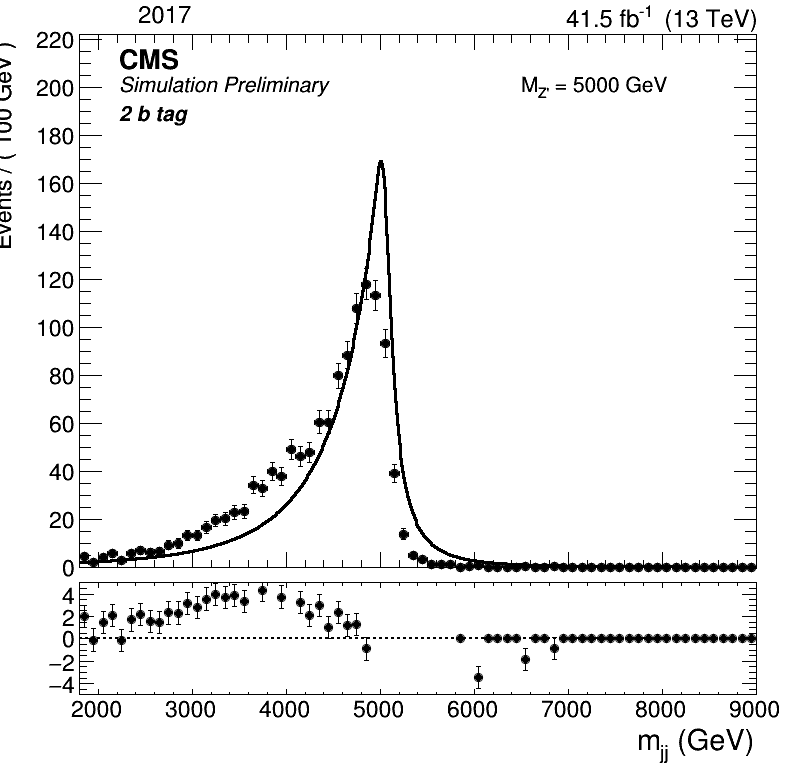 2017 41.5 fb-1 (13 TeV)
CMS
Simulation Preliminary
MZ' = 5000 GeV
2 b tag
Events / ( 100 GeV )
220
200
180
160
140
120
100
80
60
40
20
0
4
2
0
−2
−4
2000 3000 4000 5000 6000 7000 8000 9000
mjj (GeV)